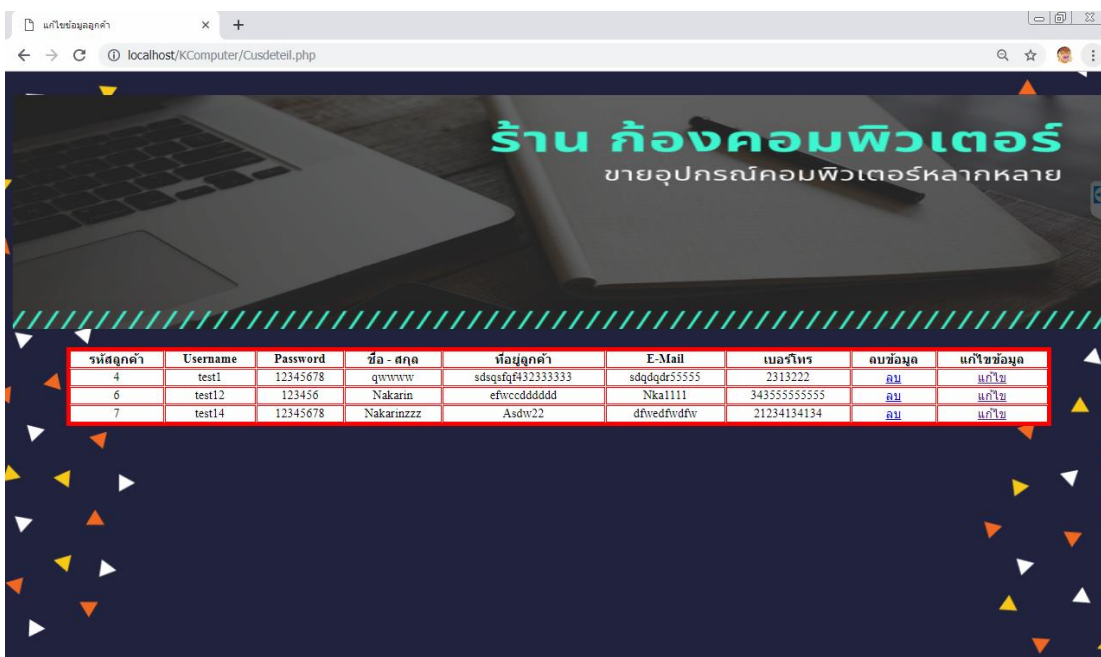 แก้ไขข้อมูลลูกค้า
localhost/KComputer/Cusdeteil.php
ร้าน ก้องคอมพิวเตอร์
ขายอุปกรณ์คอมพิวเตอร์หลากหลาย
รหัสลูกค้า Username Password ชื่อ - สกุล ที่อยู่ลูกค้า E-Mail เบอร์โทร ลบข้อมูล แก้ไขข้อมูล
4 test1 12345678 qwwww sdsqsfqf432333333 sdqdqdr55555 2313222 ลบ แก้ไข
6 test12 123456 Nakarin efwccdddddd Nka1111 343555555555 ลบ แก้ไข
7 test14 12345678 Nakarinzzz Asdw22 dfwedfwdfw 21234134134 ลบ แก้ไข